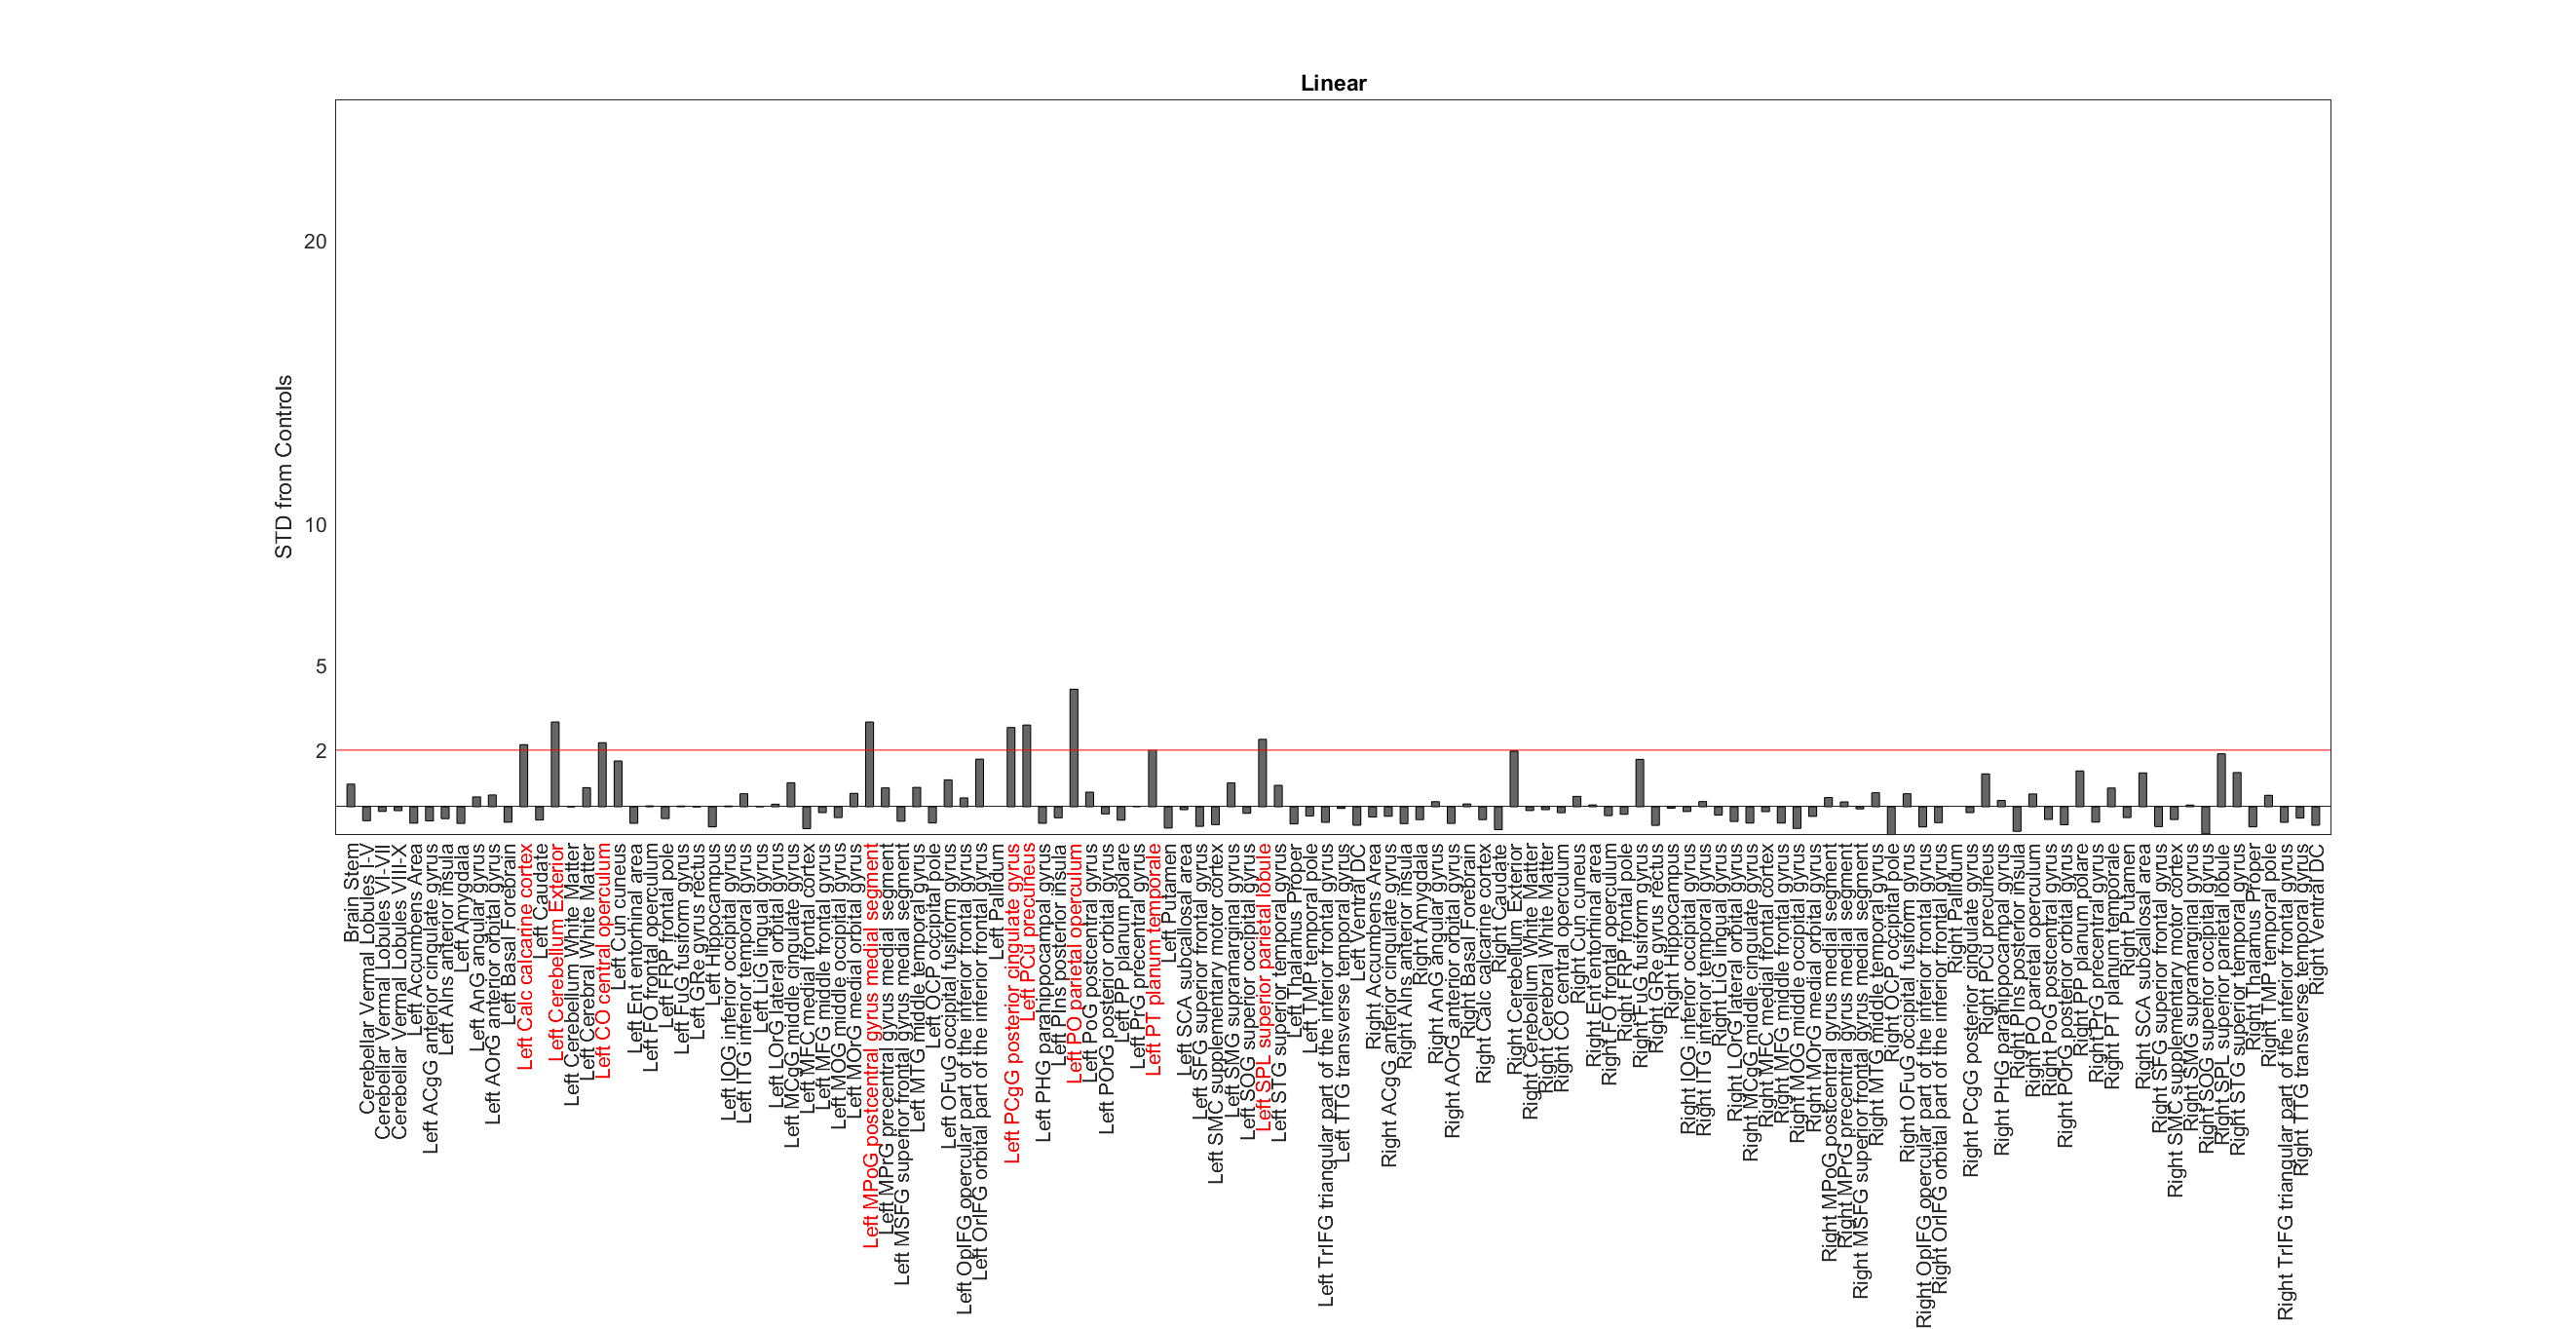 Linear
STD from Controls
20
10
5
2
Brain Stem
Cerebellar Vermal Lobules I-V
Cerebellar Vermal Lobules VI-VII
Cerebellar Vermal Lobules VIII-X
Left Accumbens Area
Left ACgG anterior cingulate gyrus
Left AIns anterior insula
Left Amygdala
Left AnG angular gyrus
Left AOrG anterior orbital gyrus
Left Basal Forebrain
Left Calc calcarine cortex
Left Caudate
Left Cerebellum Exterior
Left Cerebellum White Matter
Left Cerebral White Matter
Left CO central operculum
Left Cun cuneus
Left Ent entorhinal area
Left FO frontal operculum
Left FRP frontal pole
Left FuG fusiform gyrus
Left GRe gyrus rectus
Left Hippocampus
Left IOG inferior occipital gyrus
Left ITG inferior temporal gyrus
Left LiG lingual gyrus
Left LOrG lateral orbital gyrus
Left MCgG middle cingulate gyrus
Left MFC medial frontal cortex
Left MFG middle frontal gyrus
Left MOG middle occipital gyrus
Left MOrG medial orbital gyrus
Left MPoG postcentral gyrus medial segment
Left MPrG precentral gyrus medial segment
Left MSFG superior frontal gyrus medial segment
Left MTG middle temporal gyrus
Left OCP occipital pole
Left OFuG occipital fusiform gyrus
Left OpIFG opercular part of the inferior frontal gyrus
Left OrIFG orbital part of the inferior frontal gyrus
Left Pallidum
Left PCgG posterior cingulate gyrus
Left PCu precuneus
Left PHG parahippocampal gyrus
Left PIns posterior insula
Left PO parietal operculum
Left PoG postcentral gyrus
Left POrG posterior orbital gyrus
Left PP planum polare
Left PrG precentral gyrus
Left PT planum temporale
Left Putamen
Left SCA subcallosal area
Left SFG superior frontal gyrus
Left SMC supplementary motor cortex
Left SMG supramarginal gyrus
Left SOG superior occipital gyrus
Left SPL superior parietal lobule
Left STG superior temporal gyrus
Left Thalamus Proper
Left TMP temporal pole
Left TrIFG triangular part of the inferior frontal gyrus
Left TTG transverse temporal gyrus
Left Ventral DC
Right Accumbens Area
Right ACgG anterior cingulate gyrus
Right AIns anterior insula
Right Amygdala
Right AnG angular gyrus
Right AOrG anterior orbital gyrus
Right Basal Forebrain
Right Calc calcarine cortex
Right Caudate
Right Cerebellum Exterior
Right Cerebellum White Matter
Right Cerebral White Matter
Right CO central operculum
Right Cun cuneus
Right Ent entorhinal area
Right FO frontal operculum
Right FRP frontal pole
Right FuG fusiform gyrus
Right GRe gyrus rectus
Right Hippocampus
Right IOG inferior occipital gyrus
Right ITG inferior temporal gyrus
Right LiG lingual gyrus
Right LOrG lateral orbital gyrus
Right MCgG middle cingulate gyrus
Right MFC medial frontal cortex
Right MFG middle frontal gyrus
Right MOG middle occipital gyrus
Right MOrG medial orbital gyrus
Right MPoG postcentral gyrus medial segment
Right MPrG precentral gyrus medial segment
Right MSFG superior frontal gyrus medial segment
Right MTG middle temporal gyrus
Right OCP occipital pole
Right OFuG occipital fusiform gyrus
Right OpIFG opercular part of the inferior frontal gyrus
Right OrIFG orbital part of the inferior frontal gyrus
Right Pallidum
Right PCgG posterior cingulate gyrus
Right PCu precuneus
Right PHG parahippocampal gyrus
Right PIns posterior insula
Right PO parietal operculum
Right PoG postcentral gyrus
Right POrG posterior orbital gyrus
Right PP planum polare
Right PrG precentral gyrus
Right PT planum temporale
Right Putamen
Right SCA subcallosal area
Right SFG superior frontal gyrus
Right SMC supplementary motor cortex
Right SMG supramarginal gyrus
Right SOG superior occipital gyrus
Right SPL superior parietal lobule
Right STG superior temporal gyrus
Right Thalamus Proper
Right TMP temporal pole
Right TrIFG triangular part of the inferior frontal gyrus
Right TTG transverse temporal gyrus
Right Ventral DC